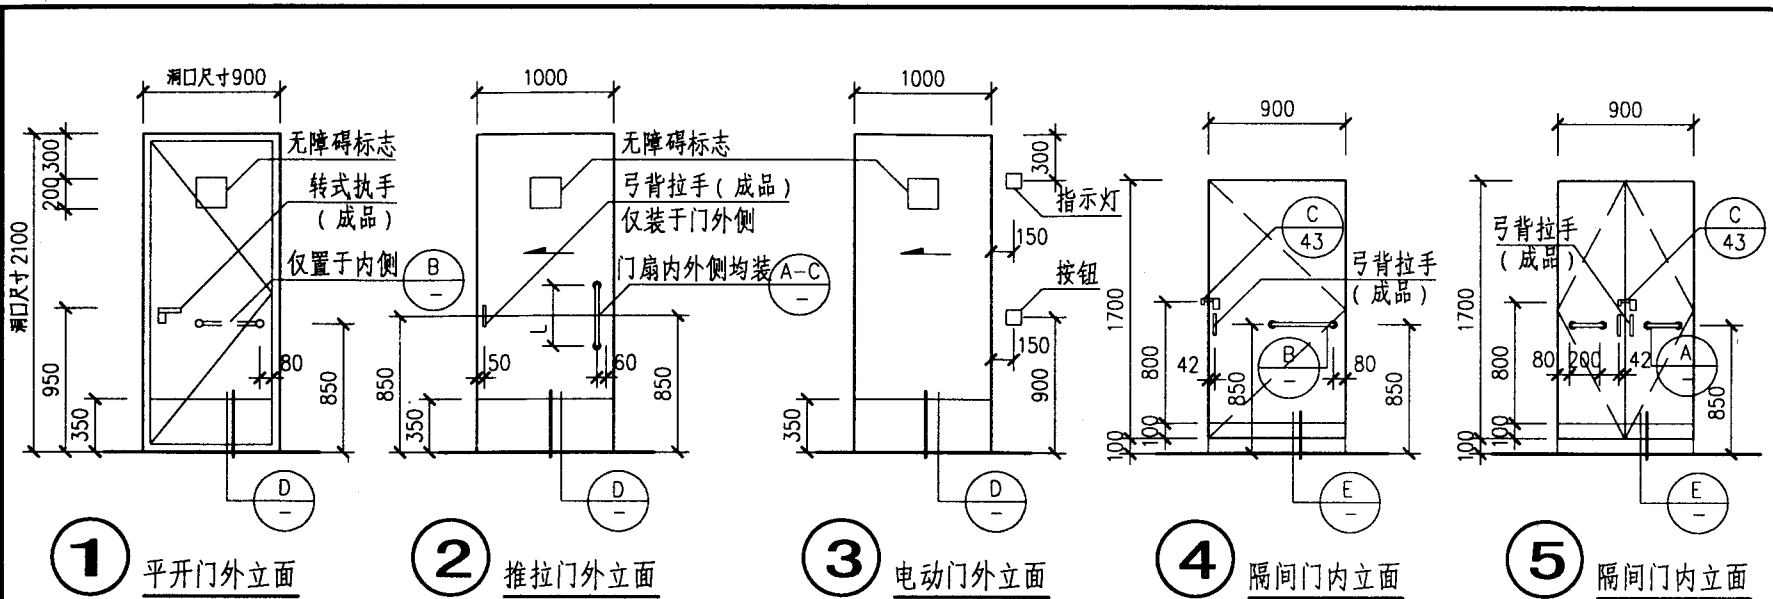 洞口尺寸900
洞口尺寸2100
300
200
950
350
无障碍标志
转式执手
(成品)
仅置于内侧
B
–
80
850
D
–
1 平开门外立面
1000
无障碍标志
弓背拉手(成品)
仅装于门外侧
门扇内外侧均装
A-C
–
L
50
60
850
350
850
D
–
2 推拉门外立面
1000
300
指示灯
150
按钮
150
900
350
D
–
3 电动门外立面
900
C
43
弓背拉手
(成品)
1700
800
100
100
42
850
B
–
80
850
E
–
4 隔间门内立面
900
C
43
弓背拉手
(成品)
1700
800
100
100
80
200
42
A
–
850
E
–
5 隔间门内立面